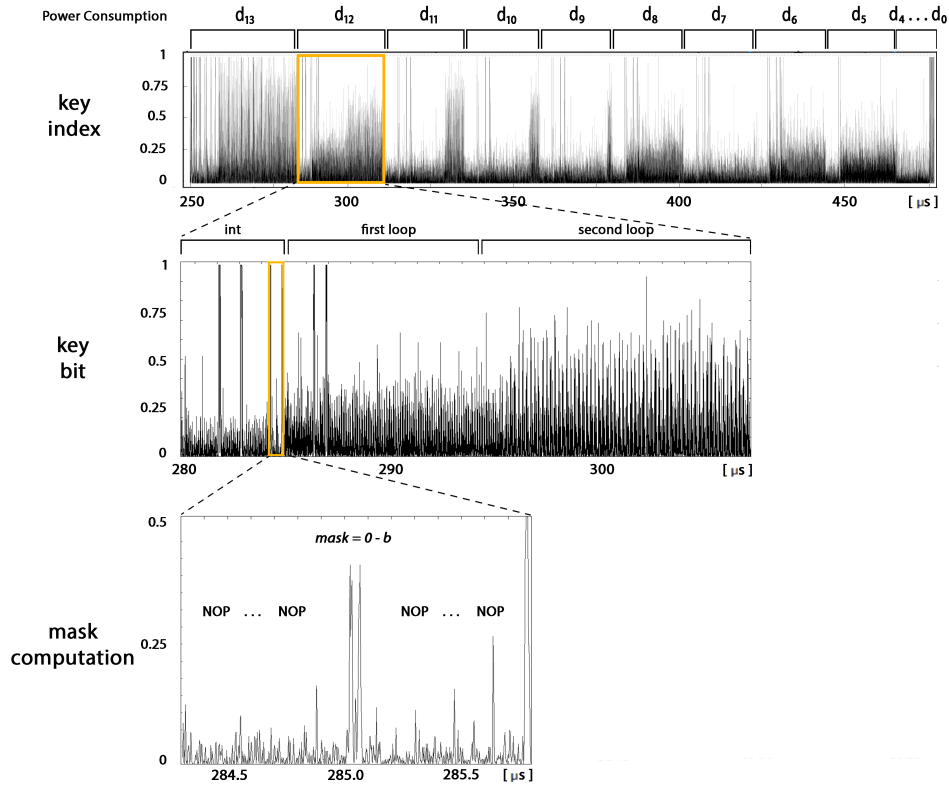 Power Consumption d13 d12 d11 d10 d9 d8 d7 d6 d5 d4 ... d0
key index
1
0.75
0.5
0.25
0
250 300 350 400 450 [ µs ]
int first loop second loop
key bit
1
0.75
0.5
0.25
0
280 290 300 [ µs ]
mask computation
0.5
0.25
0
mask = 0 - b
NOP ... NOP NOP ... NOP
284.5 285.0 285.5 [ µs ]